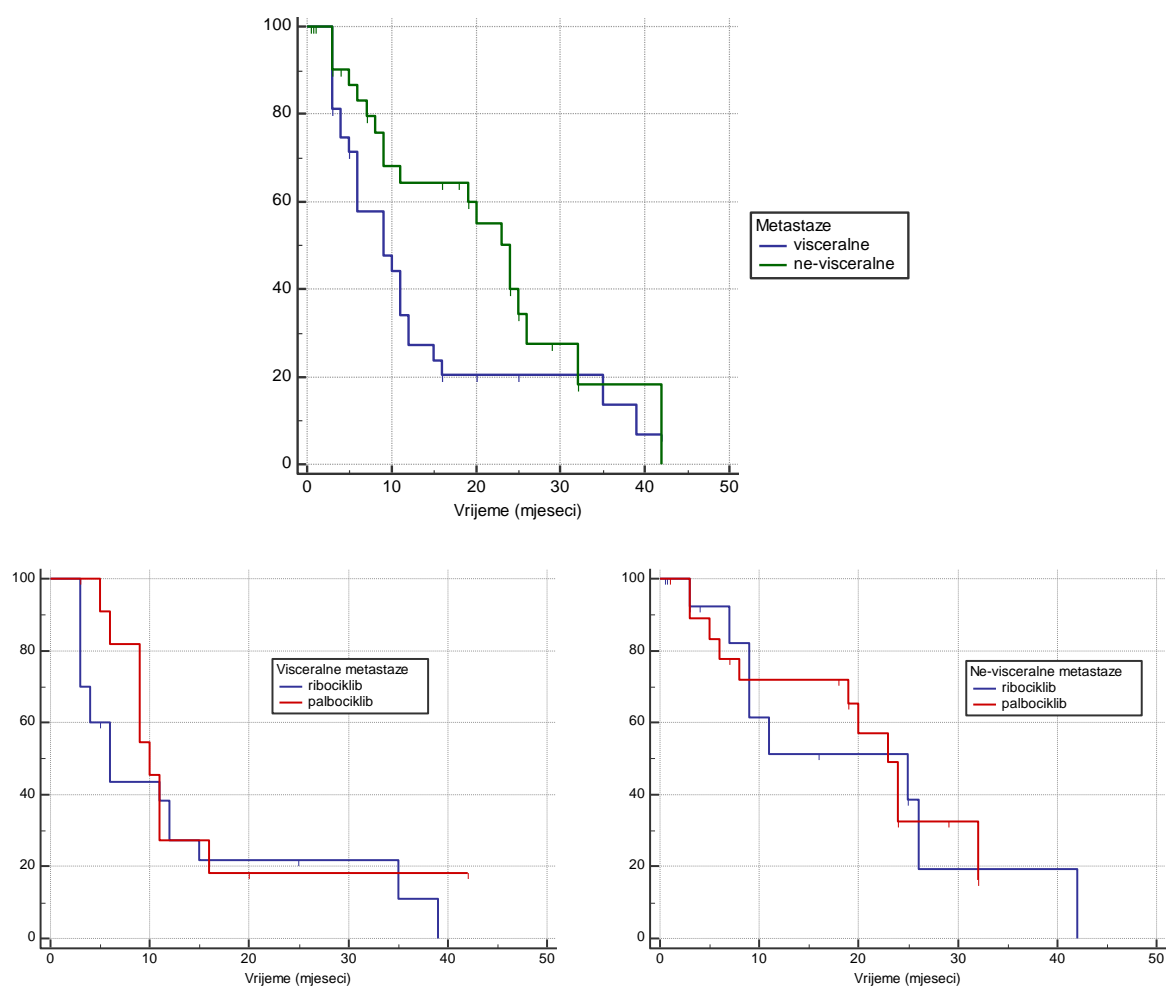 100
80
60
40
20
0
0 10 20 30 40 50
Vrijeme (mjeseci)
Metastaze
visceralne
ne-visceralne
100
80
60
40
20
0
0 10 20 30 40 50
Vrijeme (mjeseci)
Visceralne metastaze
ribociklib
palbociklib
100
80
60
40
20
0
0 10 20 30 40 50
Vrijeme (mjeseci)
Ne-visceralne metastaze
ribociklib
palbociklib